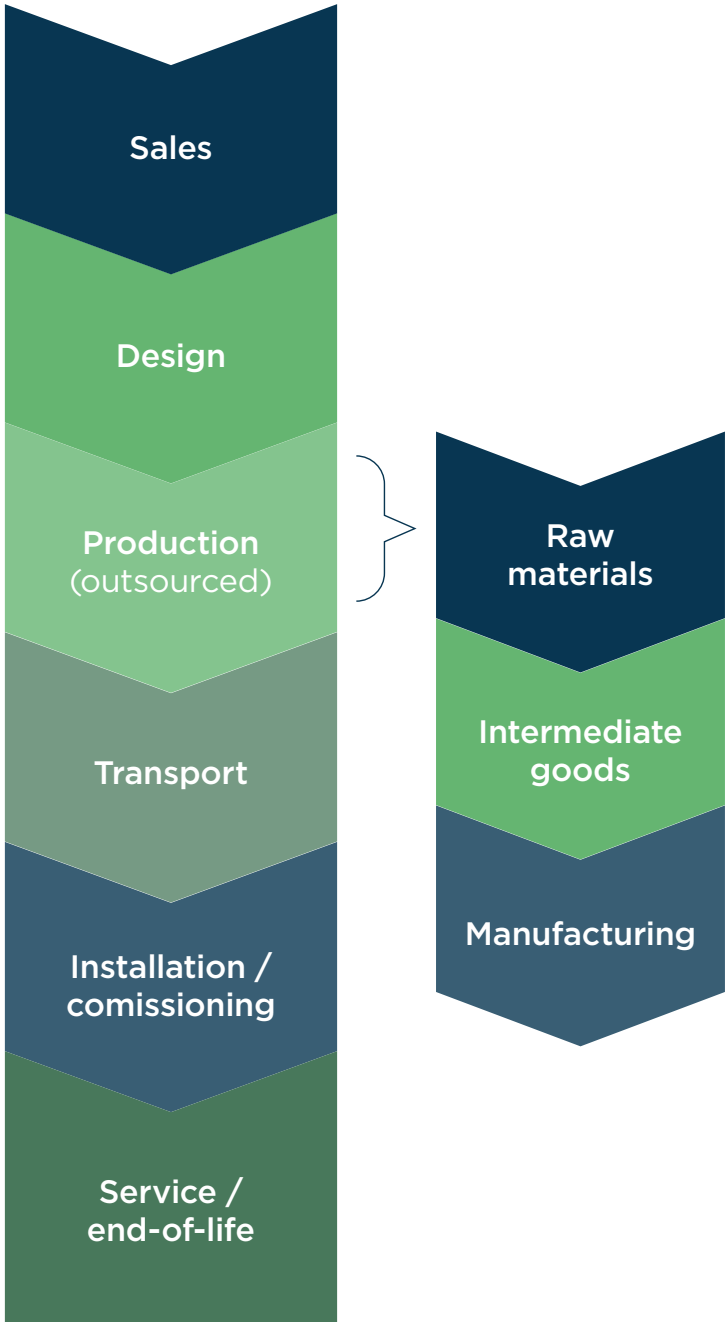 Sales
Design
Production
(outsourced)
Transport
Installation /
comissioning
Service /
end-of-life
Raw
materials
Intermediate
goods
Manufacturing